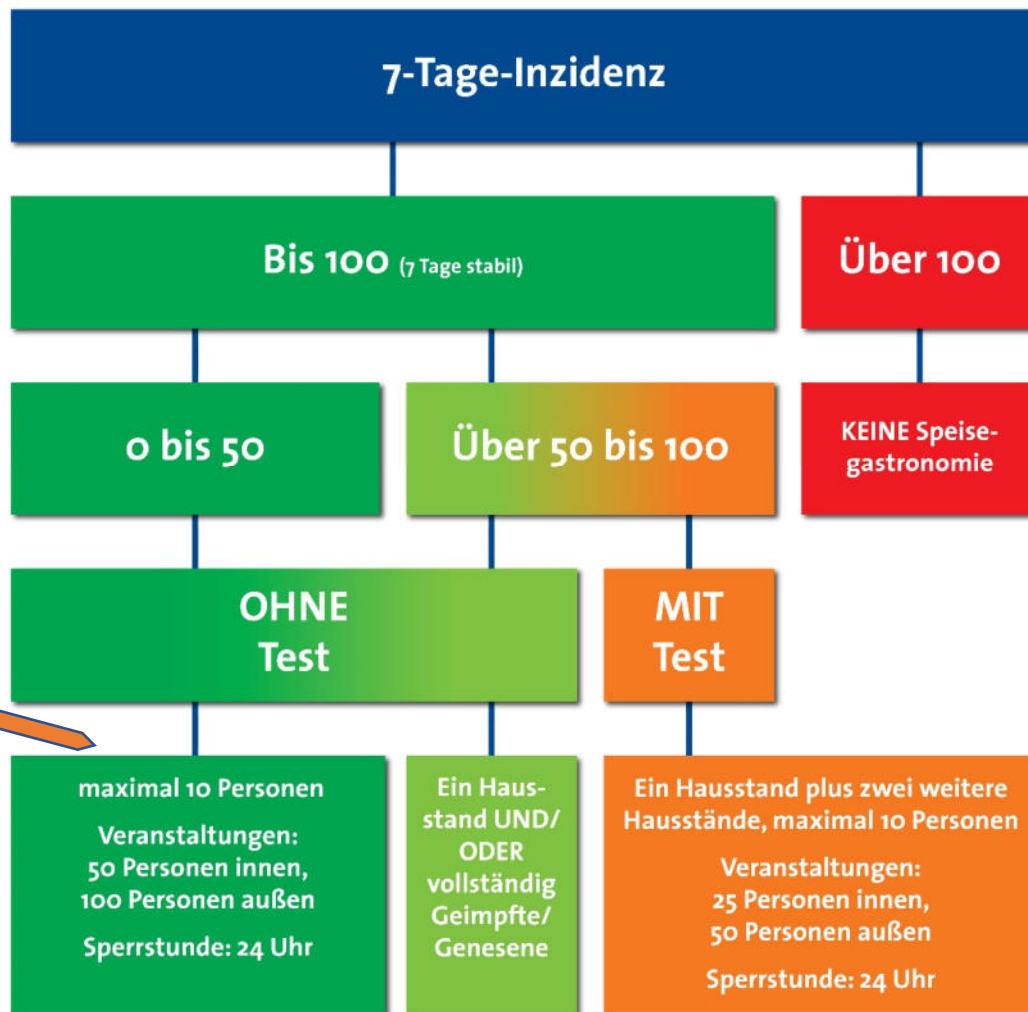 7-Tage-Inzidenz
Bis 100 (7 Tage stabil)
Über 100
0 bis 50
Über 50 bis 100
KEINE Speise-
gastronomie
OHNE
Test
MIT
Test
maximal 10 Personen
Veranstaltungen:
50 Personen innen,
100 Personen außen
Sperrstunde: 24 Uhr
Ein Haus-
stand UND/
ODER
vollständig
Geimpfte/
Genesene
Ein Hausstand plus zwei weitere
Hausstände, maximal 10 Personen
Veranstaltungen:
25 Personen innen,
50 Personen außen
Sperrstunde: 24 Uhr